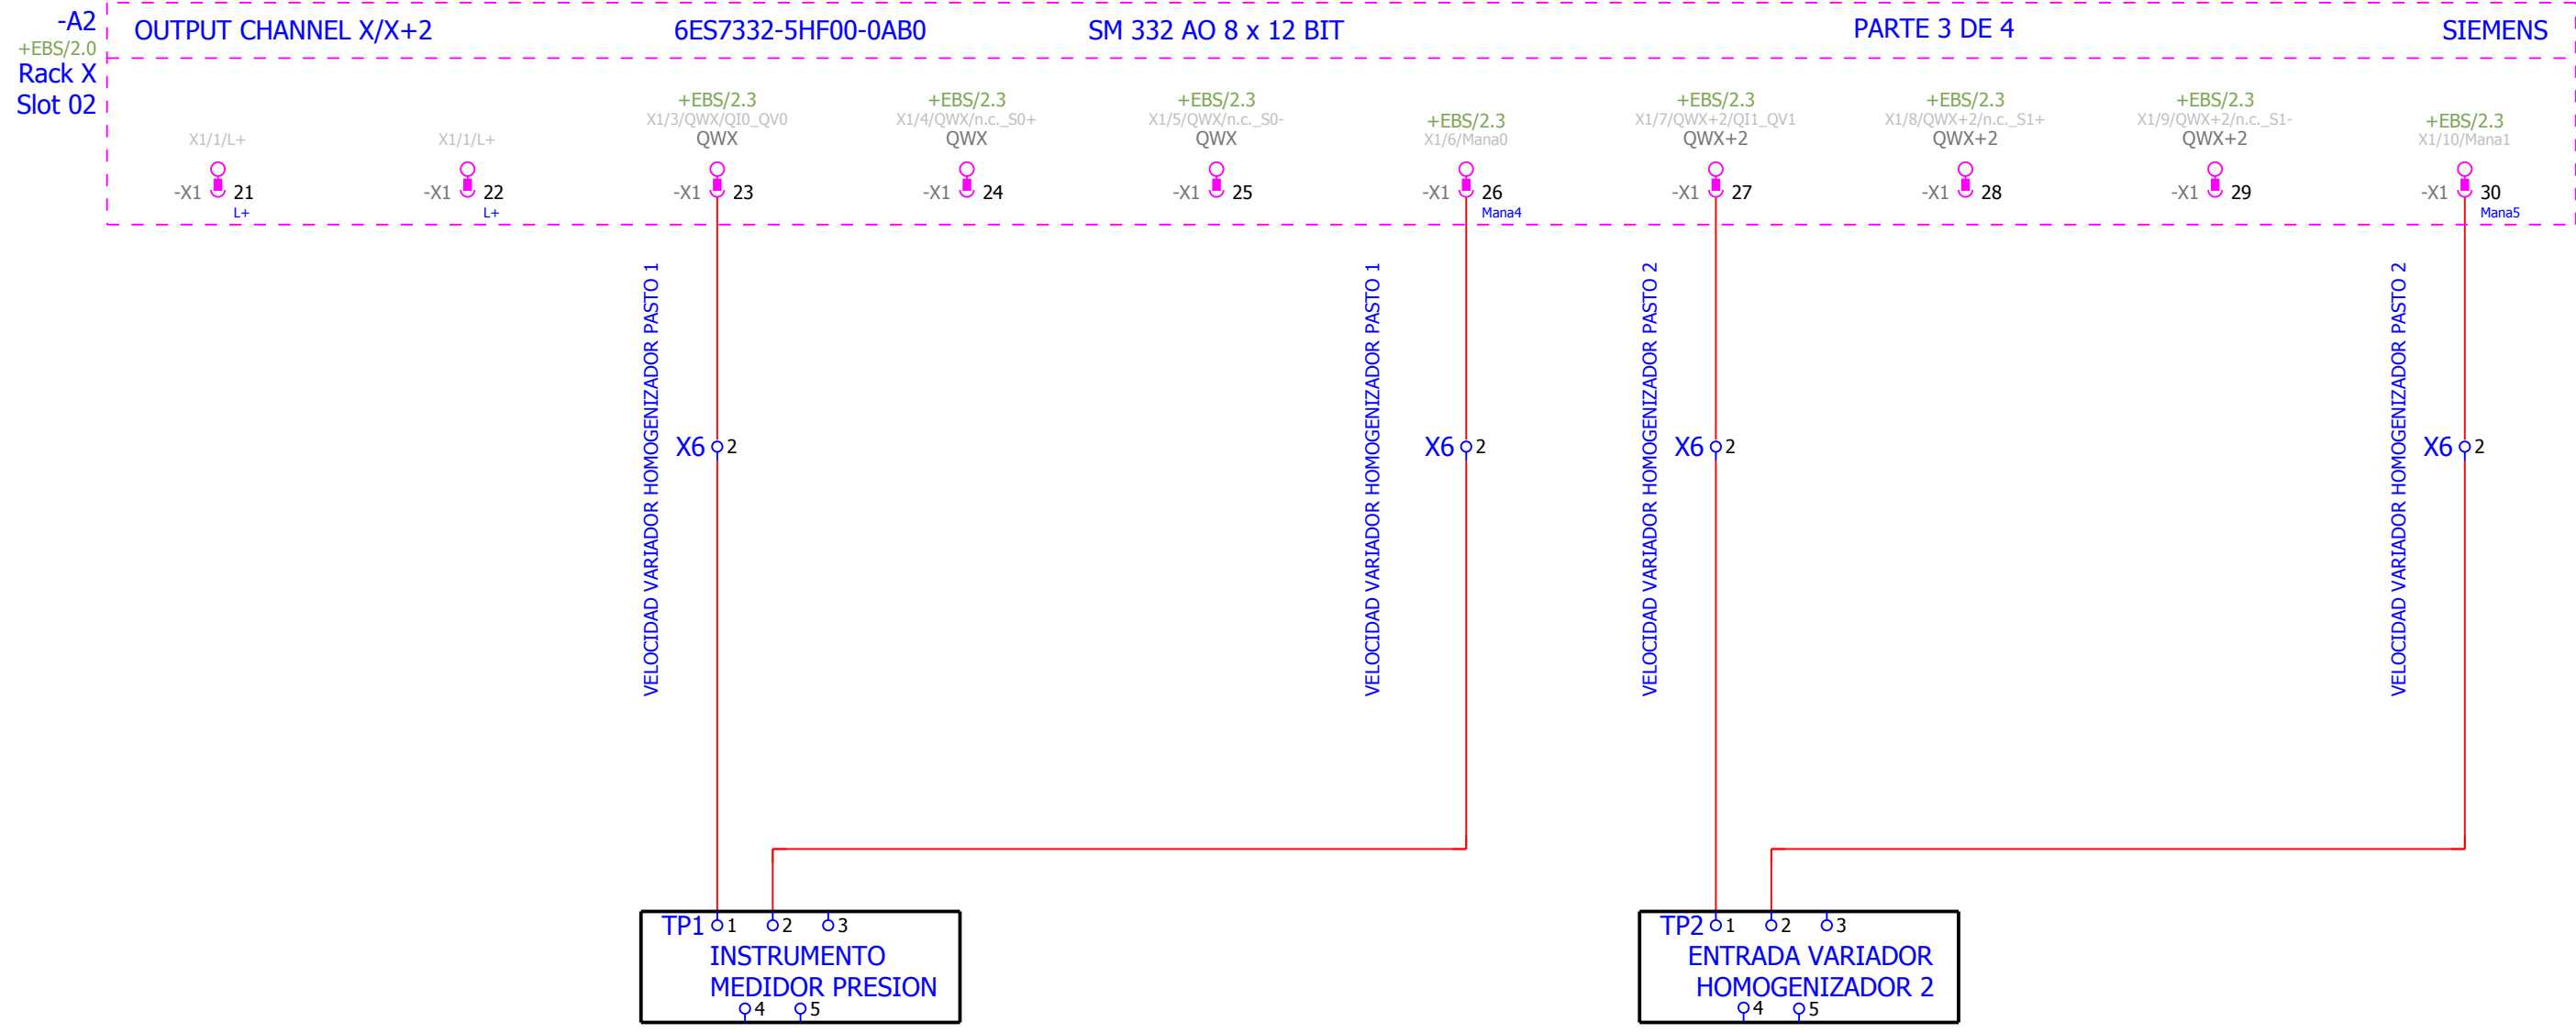 -A2
+EBS/2.0
Rack X
Slot 02
OUTPUT CHANNEL X/X+2 6ES7332-5HF00-0AB0 SM 332 AO 8 x 12 BIT PARTE 3 DE 4 SIEMENS
X1/1/L+
-X1 21
L+
X1/1/L+
-X1 22
L+
+EBS/2.3
X1/3/QWX/QI0_QV0
QWX
-X1 23
+EBS/2.3
X1/4/QWX/n.c._S0+
QWX
-X1 24
+EBS/2.3
X1/5/QWX/n.c._S0-
QWX
-X1 25
+EBS/2.3
X1/6/Mana0
-X1 26
Mana4
+EBS/2.3
X1/7/QWX+2/QI1_QV1
QWX+2
-X1 27
+EBS/2.3
X1/8/QWX+2/n.c._S1+
QWX+2
-X1 28
+EBS/2.3
X1/9/QWX+2/n.c._S1-
QWX+2
-X1 29
+EBS/2.3
X1/10/Mana1
-X1 30
Mana5
VELOCIDAD VARIADOR HOMOGENIZADOR PASTO 1
X6 2
VELOCIDAD VARIADOR HOMOGENIZADOR PASTO 1
X6 2
VELOCIDAD VARIADOR HOMOGENIZADOR PASTO 2
X6 2
VELOCIDAD VARIADOR HOMOGENIZADOR PASTO 2
X6 2
TP1 1 2 3
INSTRUMENTO
MEDIDOR PRESION
4 5
TP2 1 2 3
ENTRADA VARIADOR
HOMOGENIZADOR 2
4 5